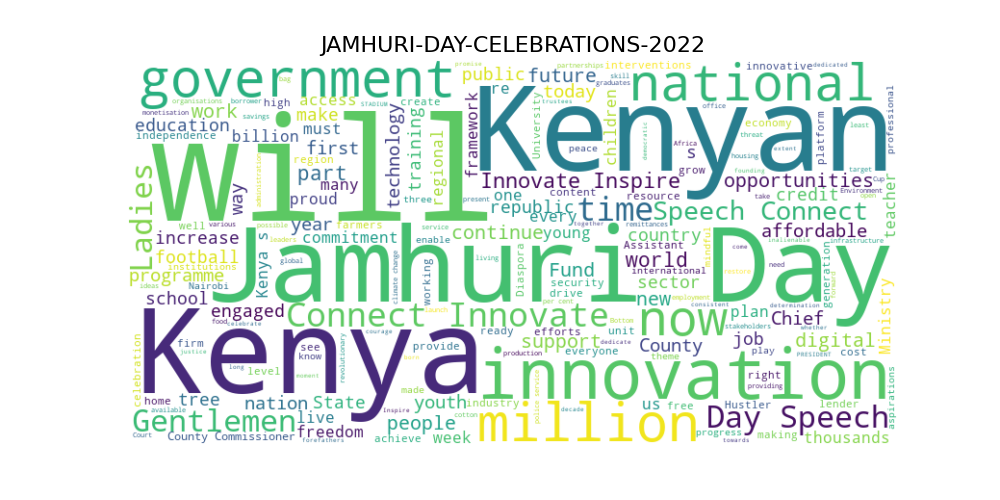 JAMHURI-DAY-CELEBRATIONS-2022
government
public
future
interventions
innovative
dedicated
national
Will
Kenyan
Jamhuri Day
Kenya
innovation
million
now
time
Speech Connect
Connect Innovate
Innovate Inspire
Day Speech
Gentlemen
Ladies
opportunities
affordable
education
independence
work
access
make
create
high
borrower
organisations
monetisation
savings
STADIUM
promise
partnerships
skill
graduates
trustees
re
today
economy
threat
housing
founding
office
platform
professional
least
extent
target
Environment
Cup
open
take
teacher
credit
billion
must
first
part
many
proud
region
way
year
farmers
commitment
technology
training
regional
three
framework
University
peace
children
democratic
Africa
grow
s
content
resource
one
republic
every
young
continue
country
Assistant
world
international
mindful
come
need
inalienable
infrastructure
generation
forward
Ministry
well
various
possible
leaders
service
enable
present
administration
together
remittances
increase
football
institutions
programme
ideas
Nairobi
Kenya s
global
climate change
living
working
Diaspora
Fund
security
drive
per cent
sector
new
employment
restore
consistent
determination
plan
stakeholders
whether
school
engaged
food
celebrate
firm
justice
long
see
know
moment
courage
revolutionary
provide
ready
production
efforts
support
everyone
unit
dedicate
Bottom
County
theme
Chief
job
play
digital
PRESIDENT
cost
right
providing
celebration
level
home
tree
available
nation
State
live
freedom
forefathers
Court
County Commissioner
made
Inspire
youth
people
achieve
week
industry
cotton
police service
decade
us
free
progress
towards
Hustler
making
lender
thousands
aspirations